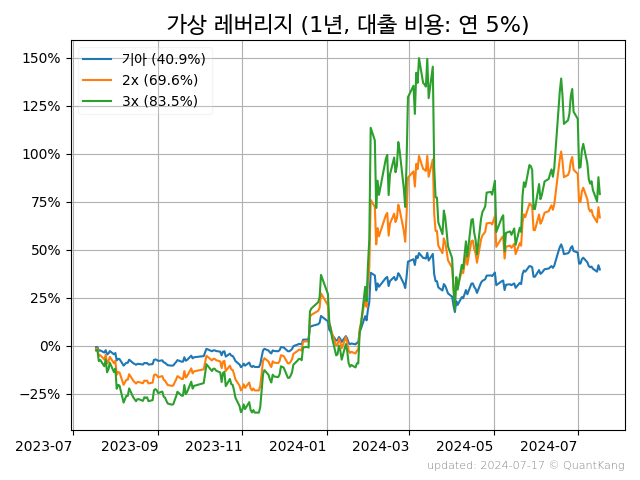 가상 레버리지 (1년, 대출 비용: 연 5%)
150%
125%
100%
75%
50%
25%
0%
−25%
기아 (40.9%)
2x (69.6%)
3x (83.5%)
2023-07 2023-09 2023-11 2024-01 2024-03 2024-05 2024-07
updated: 2024-07-17 © QuantKang